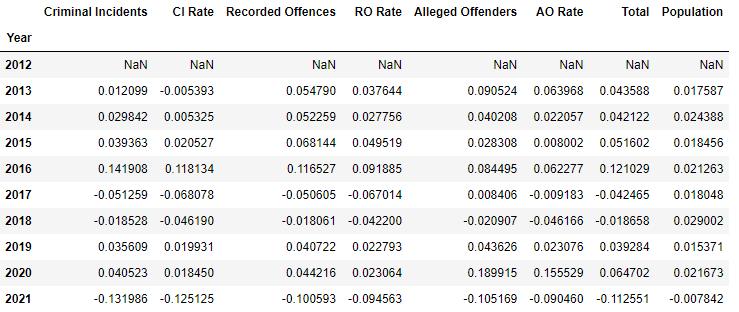 Criminal Incidents CI Rate Recorded Offences RO Rate Alleged Offenders AO Rate Total Population
Year
2012 NaN NaN NaN NaN NaN NaN NaN NaN
2013 0.012099 -0.005393 0.054790 0.037644 0.090524 0.063968 0.043588 0.017587
2014 0.029842 0.005325 0.052259 0.027756 0.040208 0.022057 0.042122 0.024388
2015 0.039363 0.020527 0.068144 0.049519 0.028308 0.008002 0.051602 0.018456
2016 0.141908 0.118134 0.116527 0.091885 0.084495 0.062277 0.121029 0.021263
2017 -0.051259 -0.068078 -0.050605 -0.067014 0.008406 -0.009183 -0.042465 0.018048
2018 -0.018528 -0.046190 -0.018061 -0.042200 -0.020907 -0.046166 -0.018658 0.029002
2019 0.035609 0.019931 0.040722 0.022793 0.043626 0.023076 0.039284 0.015371
2020 0.040523 0.018450 0.044216 0.023064 0.189915 0.155529 0.064702 0.021673
2021 -0.131986 -0.125125 -0.100593 -0.094563 -0.105169 -0.090460 -0.112551 -0.007842